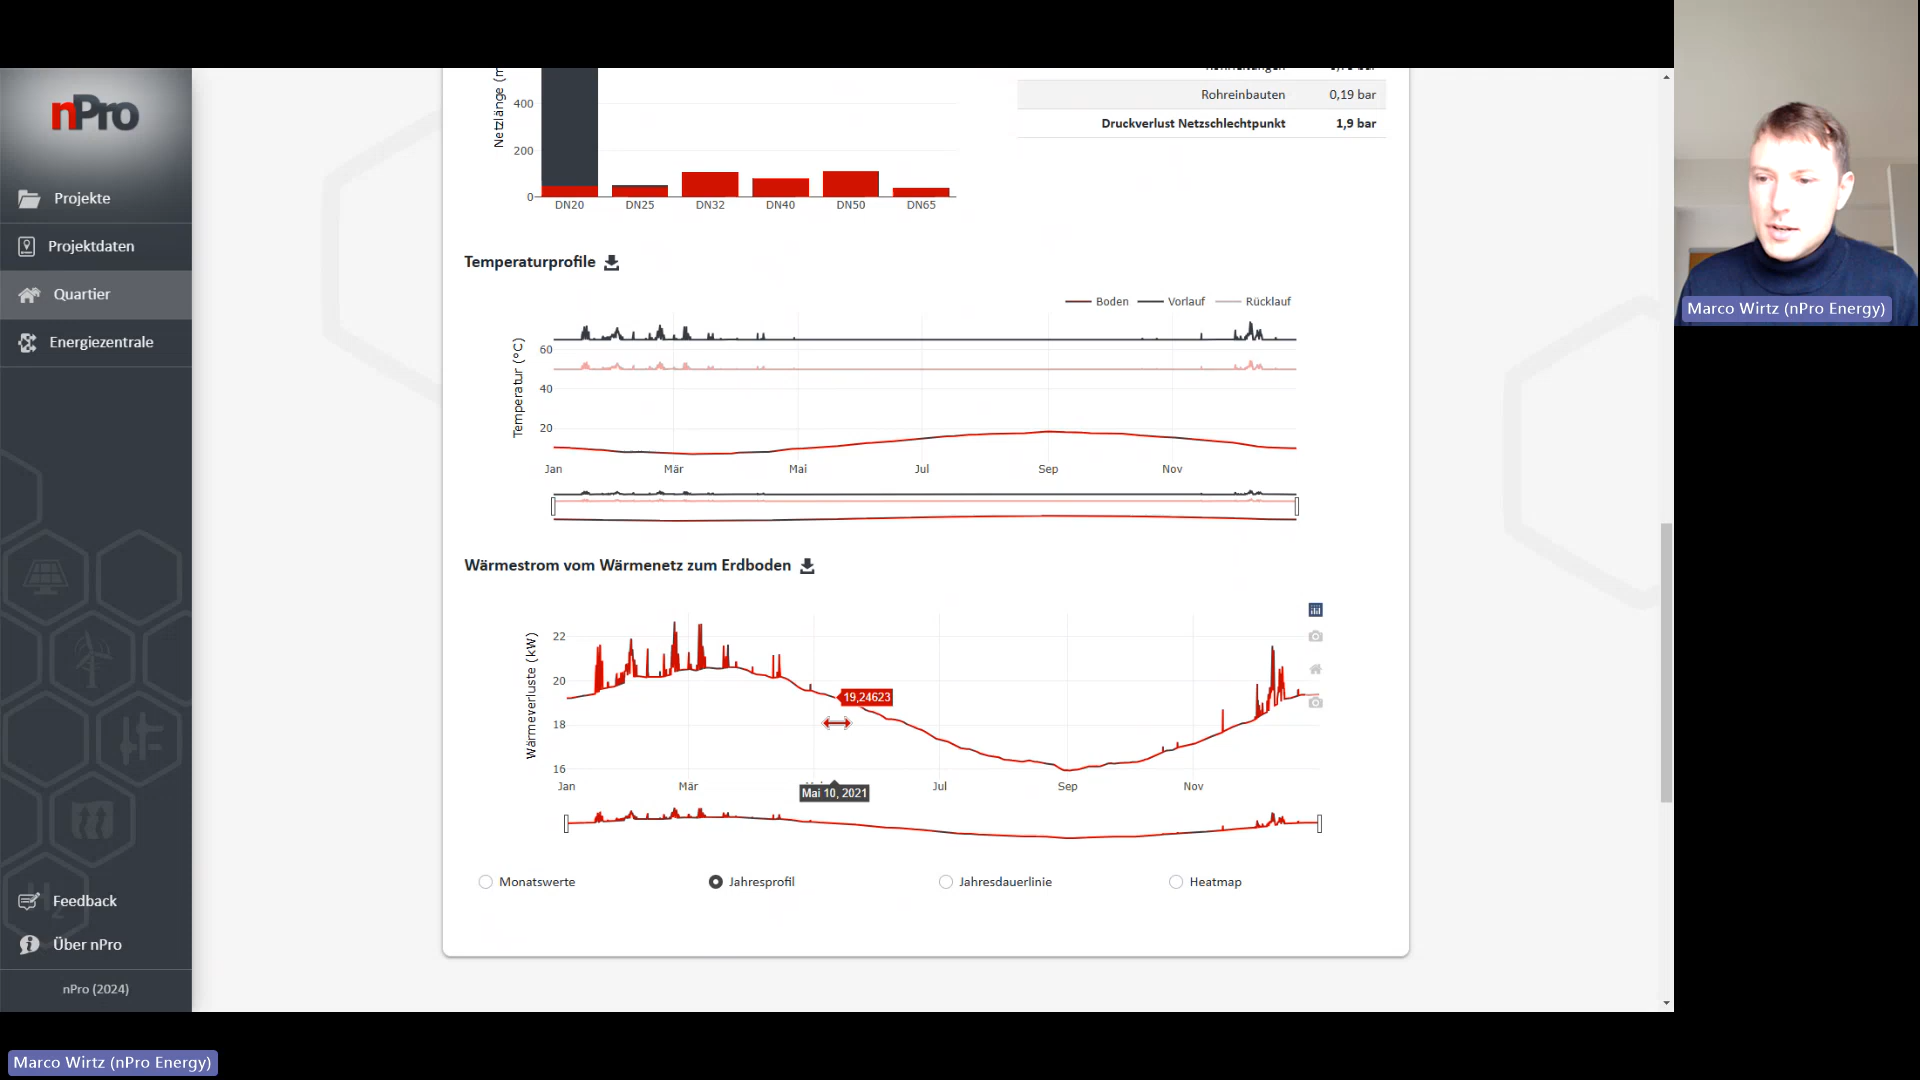 nPro
Projekte
Projektdaten
Quartier
Energiezentrale
Feedback
Über nPro
nPro (2024)
Netzlänge (m
400
200
0
DN20
DN25
DN32
DN40
DN50
DN65
Rohreinbauten
0,19 bar
Druckverlust Netzschlechtpunkt
1,9 bar
Temperaturprofile
Boden
Vorlauf
Rücklauf
Temperatur (°C)
60
40
20
Jan
Mär
Mai
Jul
Sep
Nov
Wärmestrom vom Wärmenetz zum Erdboden
Wärmeverluste (kW)
22
20
18
16
19,24623
Jan
Mär
Mai 10, 2021
Jul
Sep
Nov
Monatswerte
Jahresprofil
Jahresdauerlinie
Heatmap
Marco Wirtz (nPro Energy)
Marco Wirtz (nPro Energy)